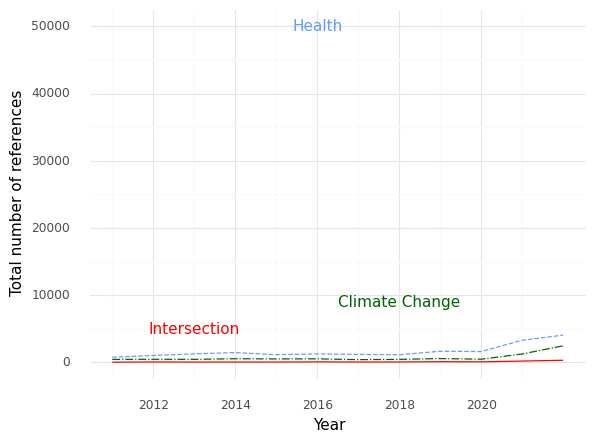 50000
Health
40000
30000
20000
Total number of references
10000
Climate Change
Intersection
0
2012 2014 2016 2018 2020
Year